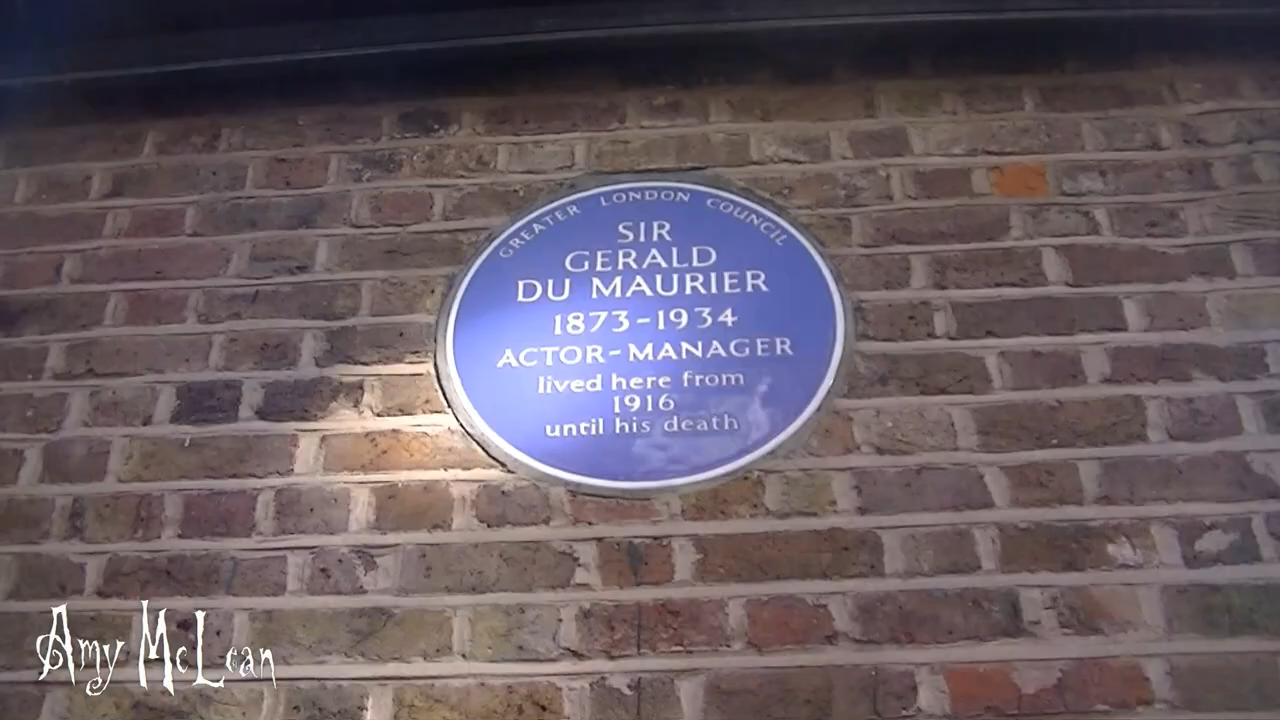 GREATER LONDON COUNCIL
SIR
GERALD
DU MAURIER
1873-1934
ACTOR-MANAGER
lived here from
1916
until his death
Amy McLean